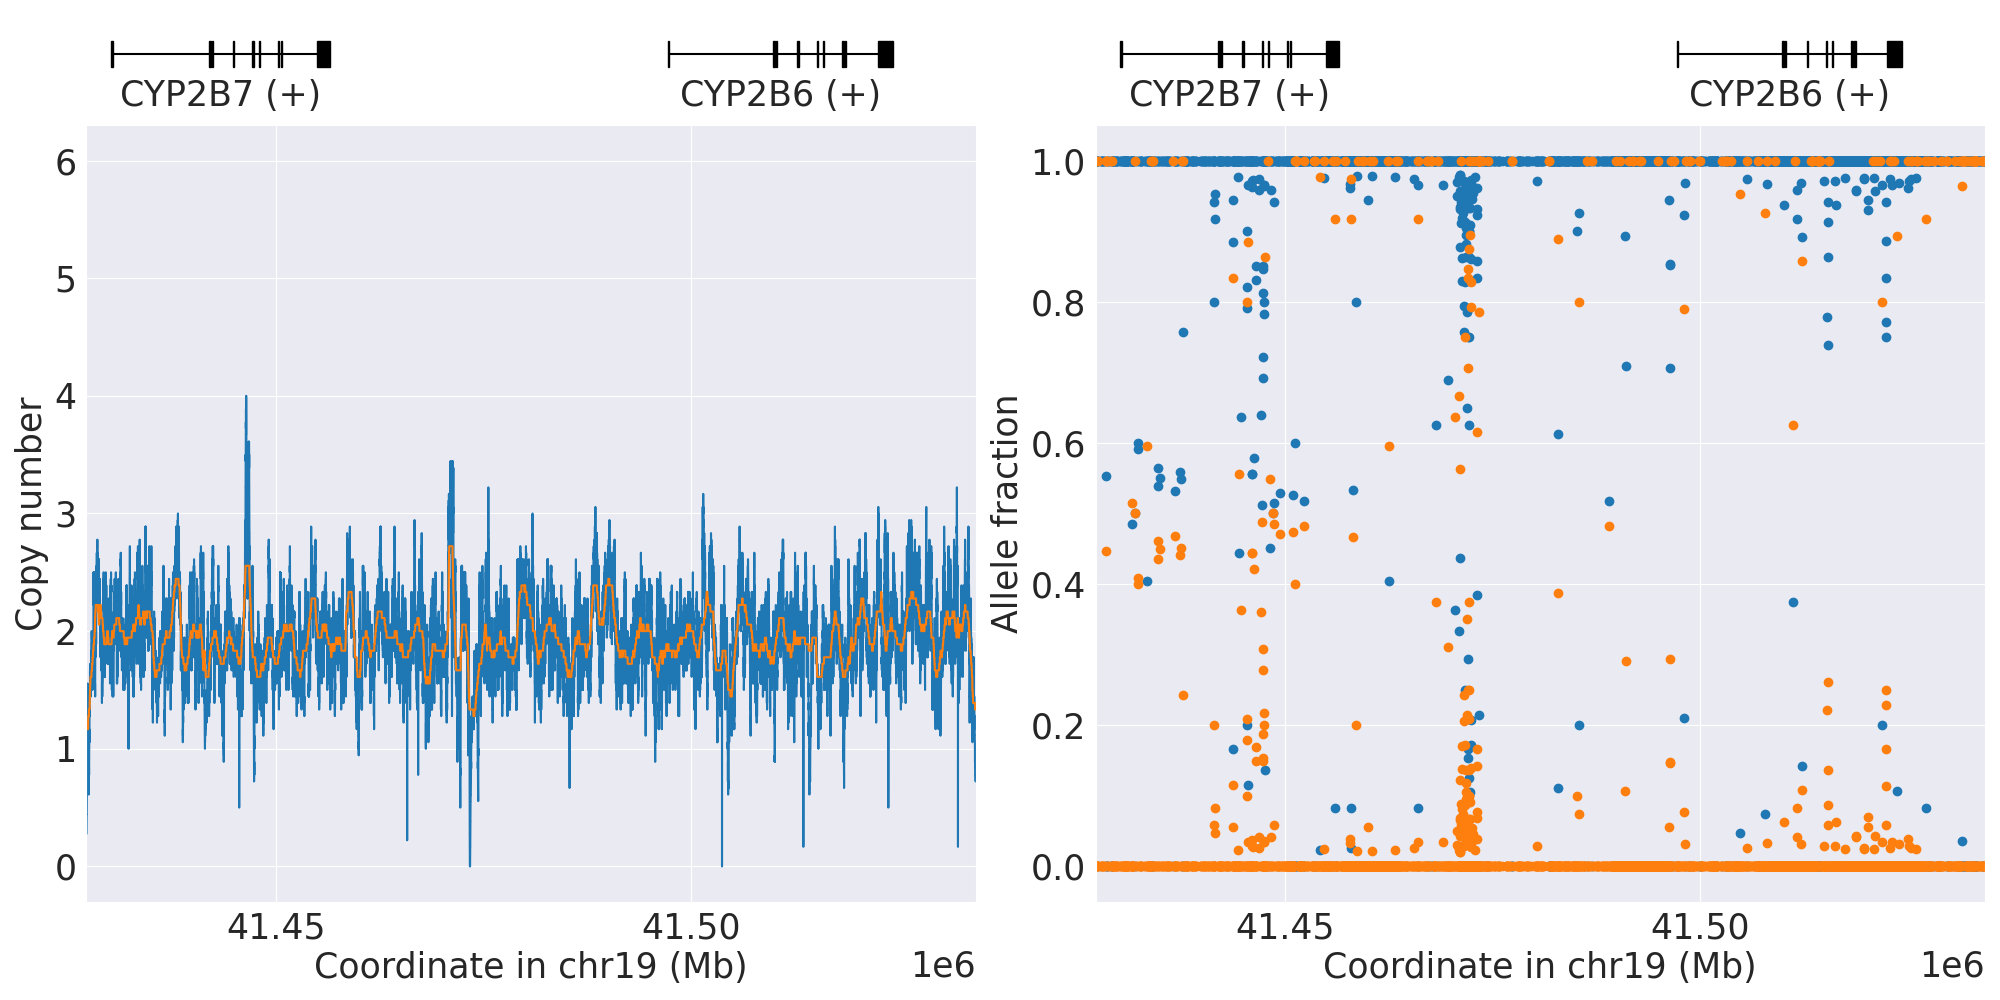 CYP2B7 (+)
CYP2B6 (+)
CYP2B7 (+)
CYP2B6 (+)
6
5
4
3
2
1
0
Copy number
41.45
41.50
Coordinate in chr19 (Mb)
1e6
1.0
0.8
0.6
0.4
0.2
0.0
Allele fraction
41.45
41.50
Coordinate in chr19 (Mb)
1e6